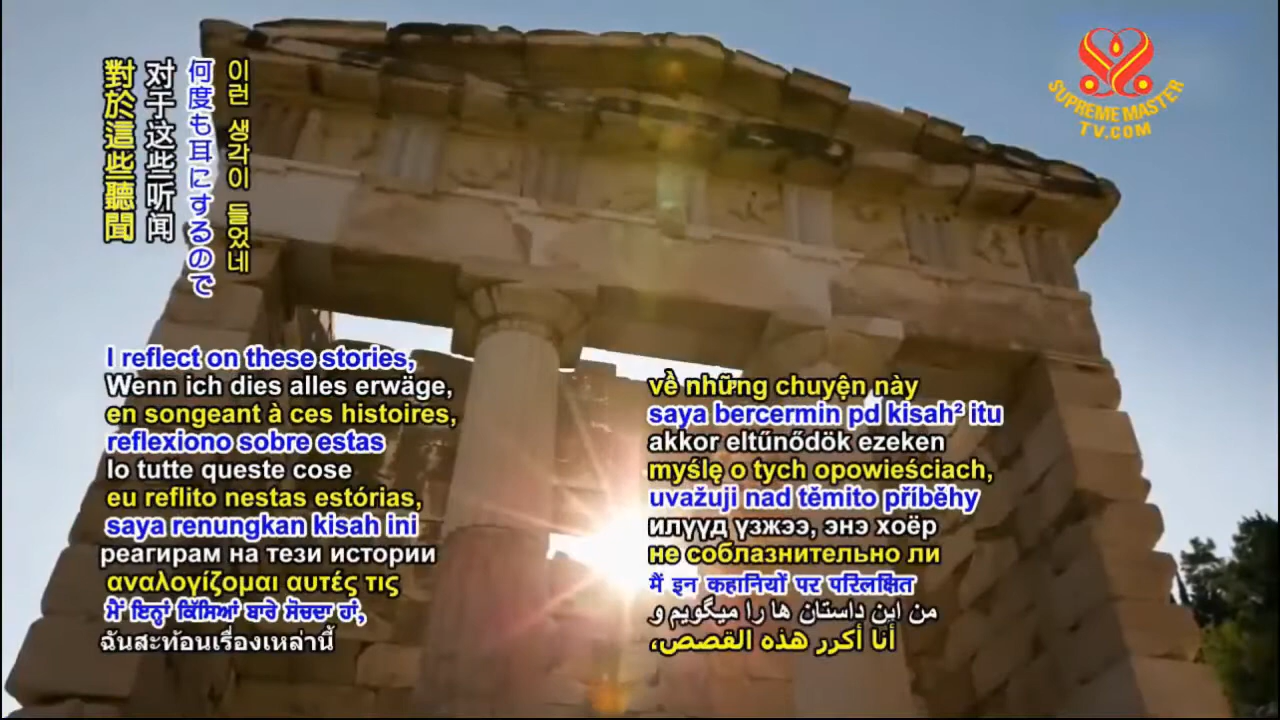 對於這些聽聞
对于这些听闻
何度も耳にするので
이런 생각이 들었네
SUPREME MASTER
TV.COM
I reflect on these stories,
Wenn ich dies alles erwäge,
en songeant à ces histoires,
reflexiono sobre estas
Io tutte queste cose
eu reflito nestas estórias,
saya renungkan kisah ini
реагирам на тези истории
αναλογίζομαι αυτές τις
ਮੈਂ ਇਨ੍ਹਾਂ ਕਿੱਸਿਆਂ ਬਾਰੇ ਸੋਚਦਾ ਹਾਂ,
ฉันสะท้อนเรื่องเหล่านี้
về những chuyện này
saya bercermin pd kisah² itu
akkor eltűnődök ezeken
myślę o tych opowieściach,
uvažuji nad těmito příběhy
илүүд үзжээ, энэ хоёр
не соблазнительно ли
मैं इन कहानियों पर परिलक्षित
من این داستان ها را میگویم و
أنا أكرر هذه القصص،